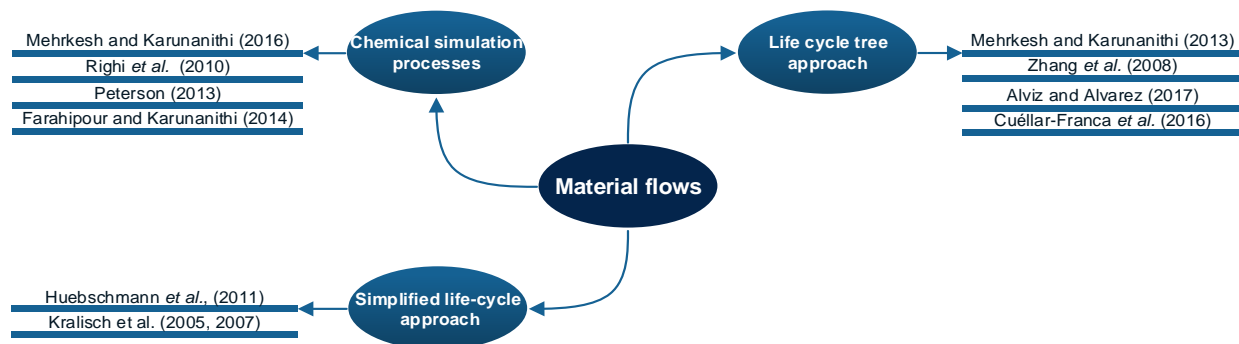 Mehrkesh and Karunanithi (2016)
Righi et al. (2010)
Peterson (2013)
Farahipour and Karunanithi (2014)
Chemical simulation
processes
Life cycle tree
approach
Mehrkesh and Karunanithi (2013)
Zhang et al. (2008)
Alviz and Alvarez (2017)
Cuéllar-Franca et al. (2016)
Material flows
Huebschmann et al., (2011)
Kralisch et al. (2005, 2007)
Simplified life-cycle
approach